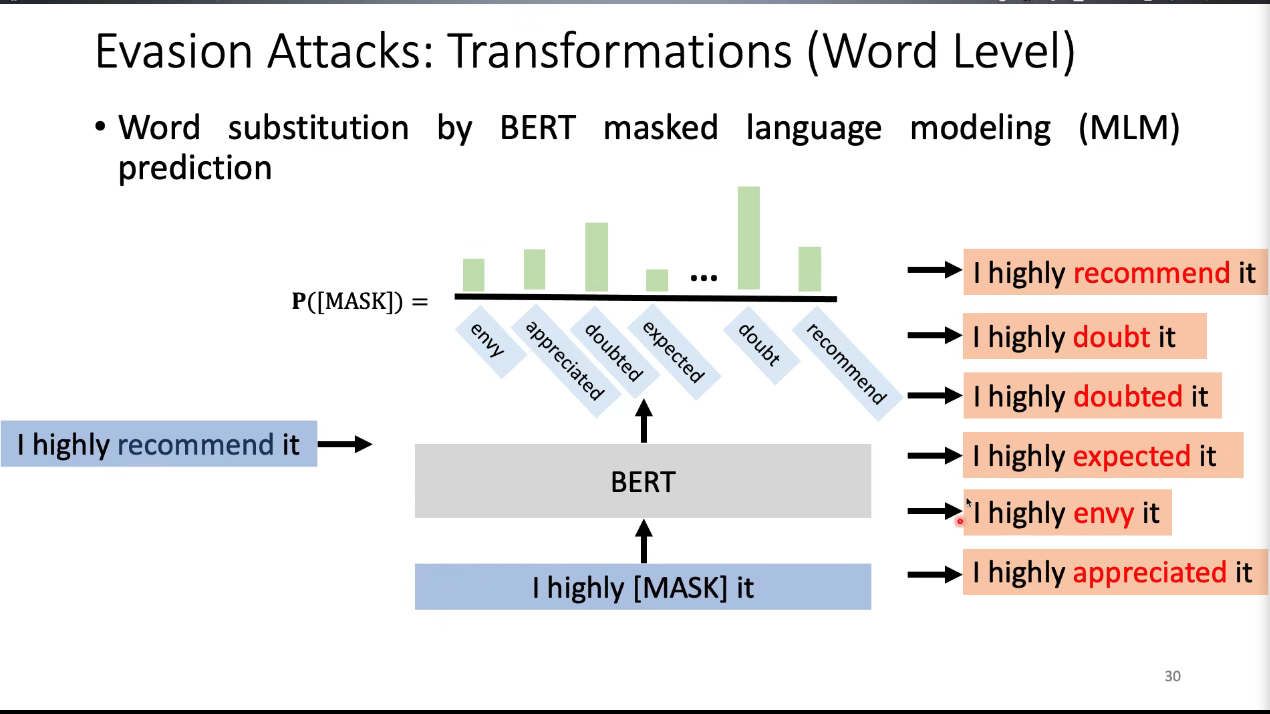 Evasion Attacks: Transformations (Word Level)
• Word substitution by BERT masked language modeling (MLM)
prediction
P([MASK]) =
...
envy
appreciated
doubted
expected
doubt
recommend
I highly recommend it
BERT
I highly [MASK] it
I highly recommend it
I highly doubt it
I highly doubted it
I highly expected it
I highly envy it
I highly appreciated it
30